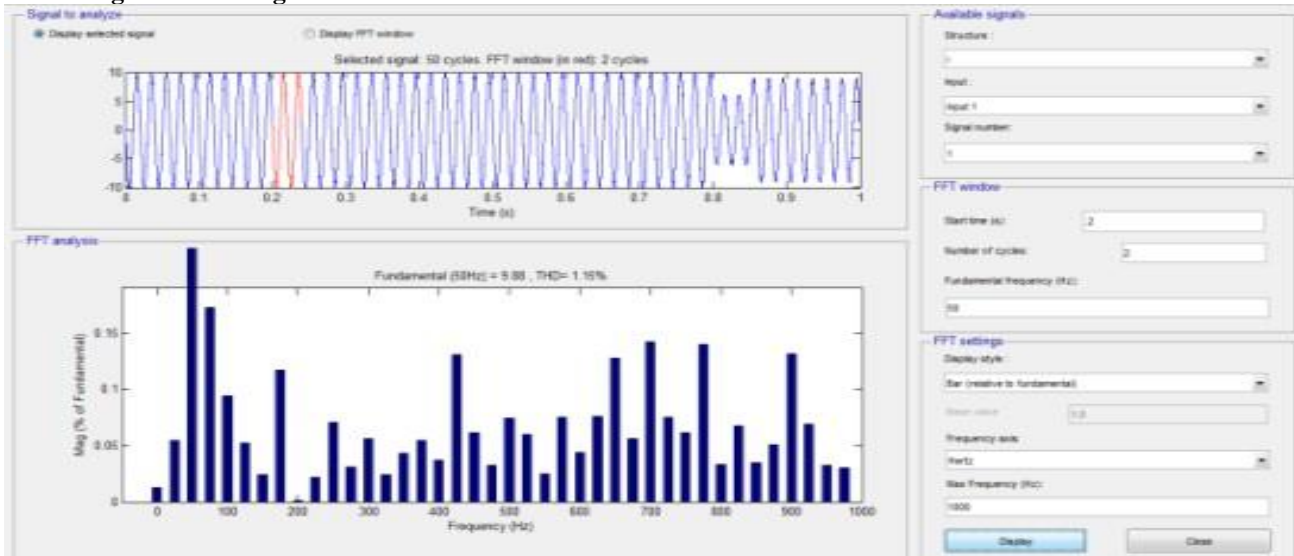 Signal to analyze
Display selected signal
Display FFT window
Selected signal: 50 cycles. FFT window (in red): 2 cycles
10
5
0
-5
-10
0 0.1 0.2 0.3 0.4 0.5 0.6 0.7 0.8 0.9 1
Time (s)
FFT analysis
Fundamental (50Hz) = 9.88 , THD= 1.16%
0.15
0.1
0.05
0
Mag (% of Fundamental)
0 100 200 300 400 500 600 700 800 900 1000
Frequency (Hz)
Available signals
Structure :
Input :
input 1
Signal number:
1
FFT window
Start time (s): .2
Number of cycles: 2
Fundamental frequency (Hz):
50
FFT settings
Display style :
Bar (relative to fundamental)
Base value 1.0
Frequency axis
Hertz
Max Frequency (Hz):
1000
Display
Close